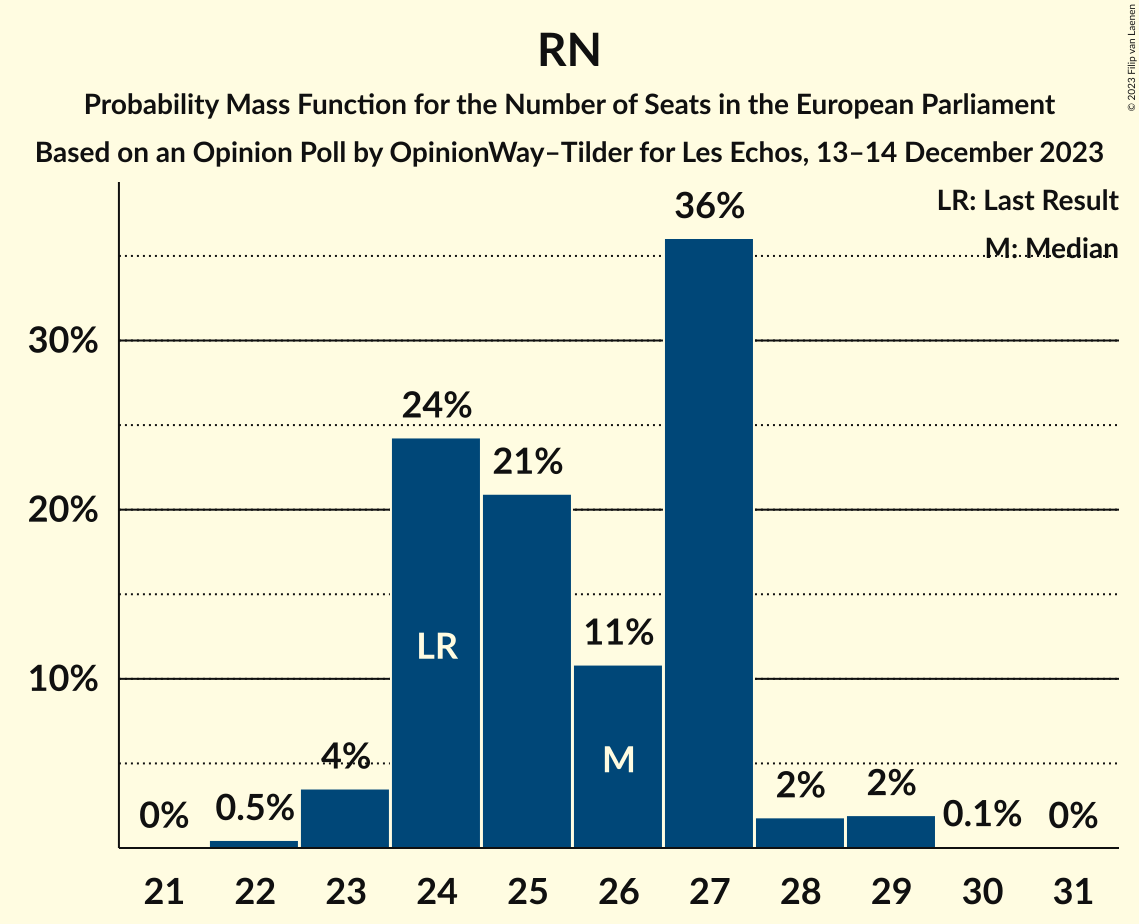 RN
Probability Mass Function for the Number of Seats in the European Parliament
Based on an Opinion Poll by OpinionWay–Tilder for Les Echos, 13–14 December 2023
© 2023 Filip van Laenen
LR: Last Result
M: Median
30%
20%
10%
0%
0.5%
4%
24%
21%
11%
36%
2%
2%
0.1%
0%
LR
M
21 22 23 24 25 26 27 28 29 30 31